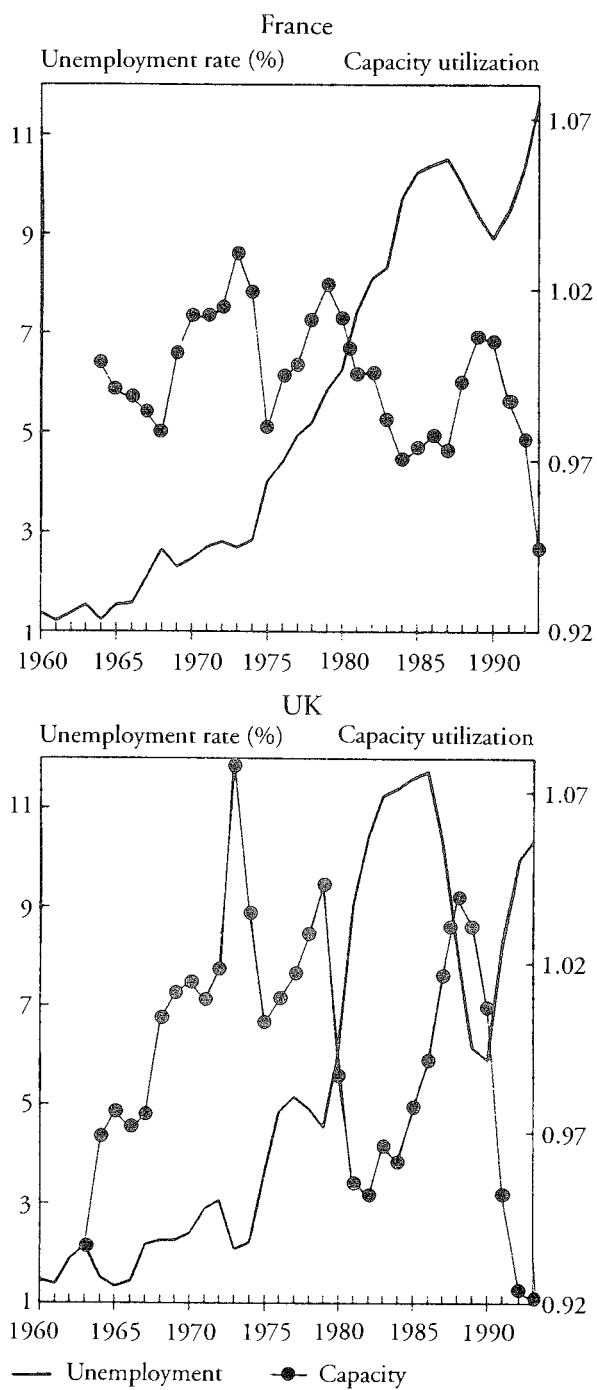 France
Unemployment rate (%) Capacity utilization
11 1.07
9
1.02
7
5
0.97
3
1 0.92
1960 1965 1970 1975 1980 1985 1990
UK
Unemployment rate (%) Capacity utilization
11 1.07
9
1.02
7
5
0.97
3
1 0.92
1960 1965 1970 1975 1980 1985 1990
Unemployment Capacity